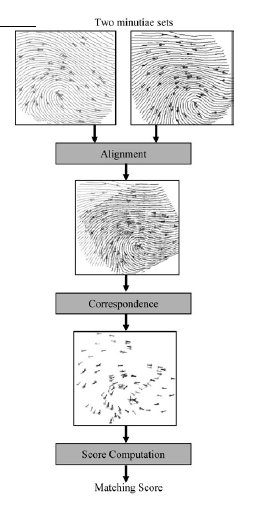 Two minutiae sets
Alignment
Correspondence
Score Computation
Matching Score